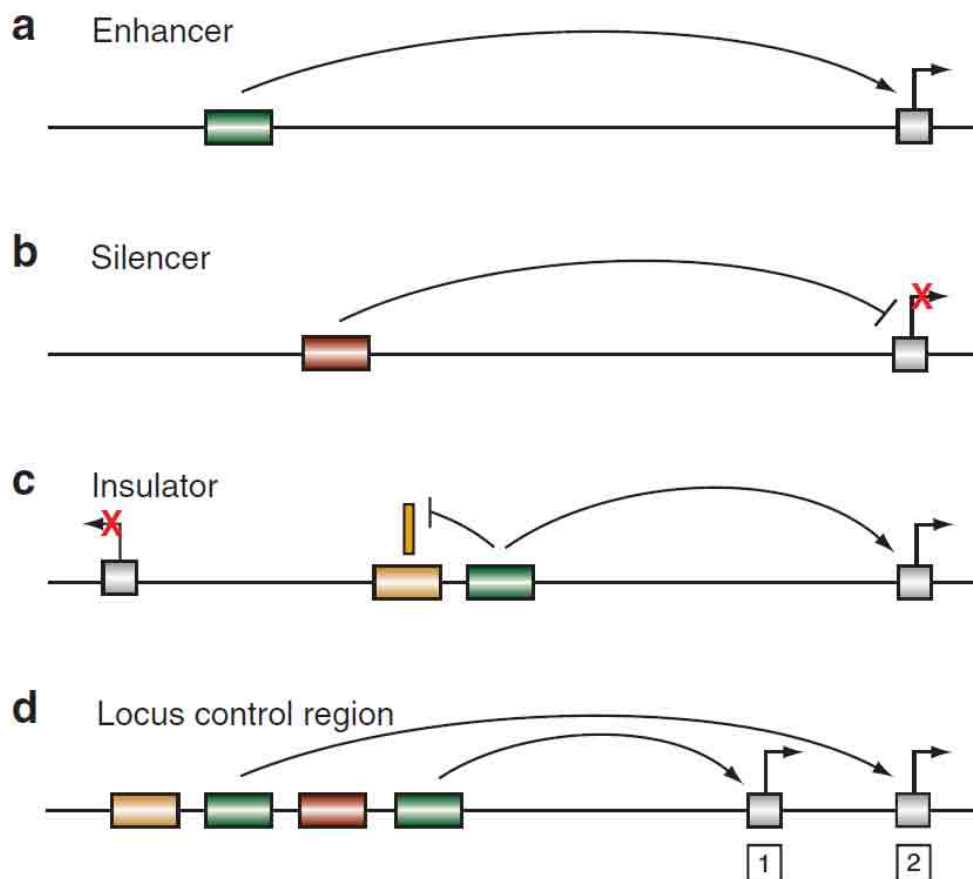 a Enhancer
b Silencer
X
c Insulator
X
d Locus control region
1 2